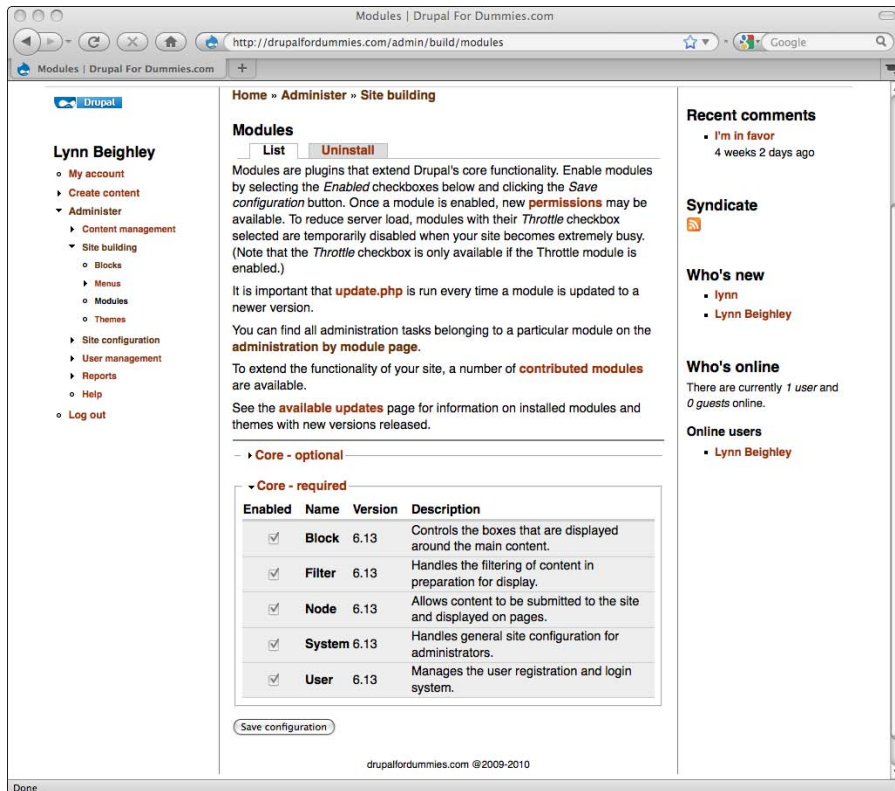 Modules | Drupal For Dummies.com
http://drupalfordummies.com/admin/build/modules
Google
Modules | Drupal For Dummies.com
+
Drupal
Lynn Beighley
My account
Create content
Administer
Content management
Site building
Blocks
Menus
Modules
Themes
Site configuration
User management
Reports
Help
Log out
Home » Administer » Site building
Modules
List
Uninstall
Modules are plugins that extend Drupal's core functionality. Enable modules
by selecting the Enabled checkboxes below and clicking the Save
configuration button. Once a module is enabled, new permissions may be
available. To reduce server load, modules with their Throttle checkbox
selected are temporarily disabled when your site becomes extremely busy.
(Note that the Throttle checkbox is only available if the Throttle module is
enabled.)
It is important that update.php is run every time a module is updated to a
newer version.
You can find all administration tasks belonging to a particular module on the
administration by module page.
To extend the functionality of your site, a number of contributed modules
are available.
See the available updates page for information on installed modules and
themes with new versions released.
Core - optional
Core - required
Enabled Name Version Description
Block 6.13 Controls the boxes that are displayed
around the main content.
Filter 6.13 Handles the filtering of content in
preparation for display.
Node 6.13 Allows content to be submitted to the site
and displayed on pages.
System 6.13 Handles general site configuration for
administrators.
User 6.13 Manages the user registration and login
system.
Save configuration
drupalfordummies.com @2009-2010
Recent comments
I'm in favor
4 weeks 2 days ago
Syndicate
Who's new
lynn
Lynn Beighley
Who's online
There are currently 1 user and
0 guests online.
Online users
Lynn Beighley
Done